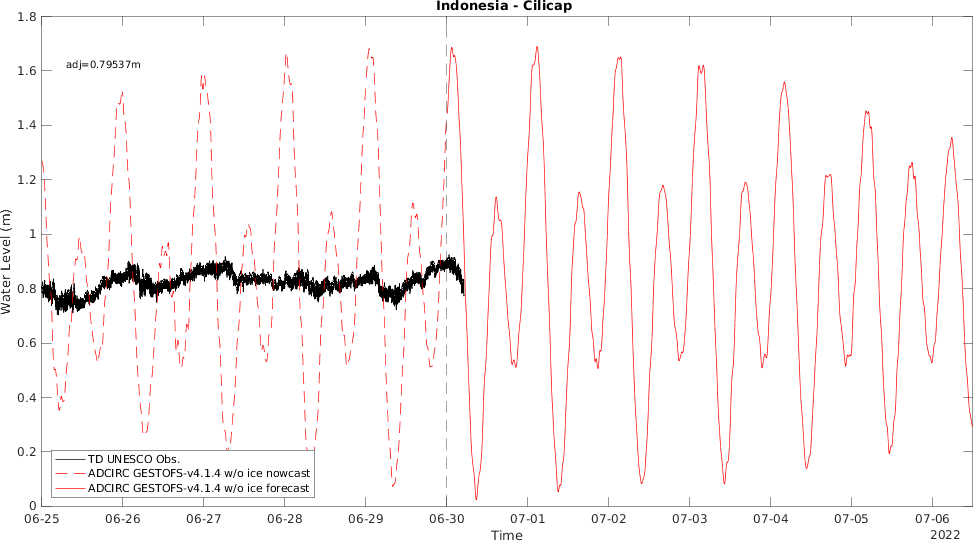 Indonesia - Cilicap
1.8
1.6
1.4
1.2
1
0.8
0.6
0.4
0.2
0
Water Level (m)
adj=0.79537m
TD UNESCO Obs.
ADCIRC GESTOFS-v4.1.4 w/o ice nowcast
ADCIRC GESTOFS-v4.1.4 w/o ice forecast
06-25 06-26 06-27 06-28 06-29 06-30 07-01 07-02 07-03 07-04 07-05 07-06
2022
Time